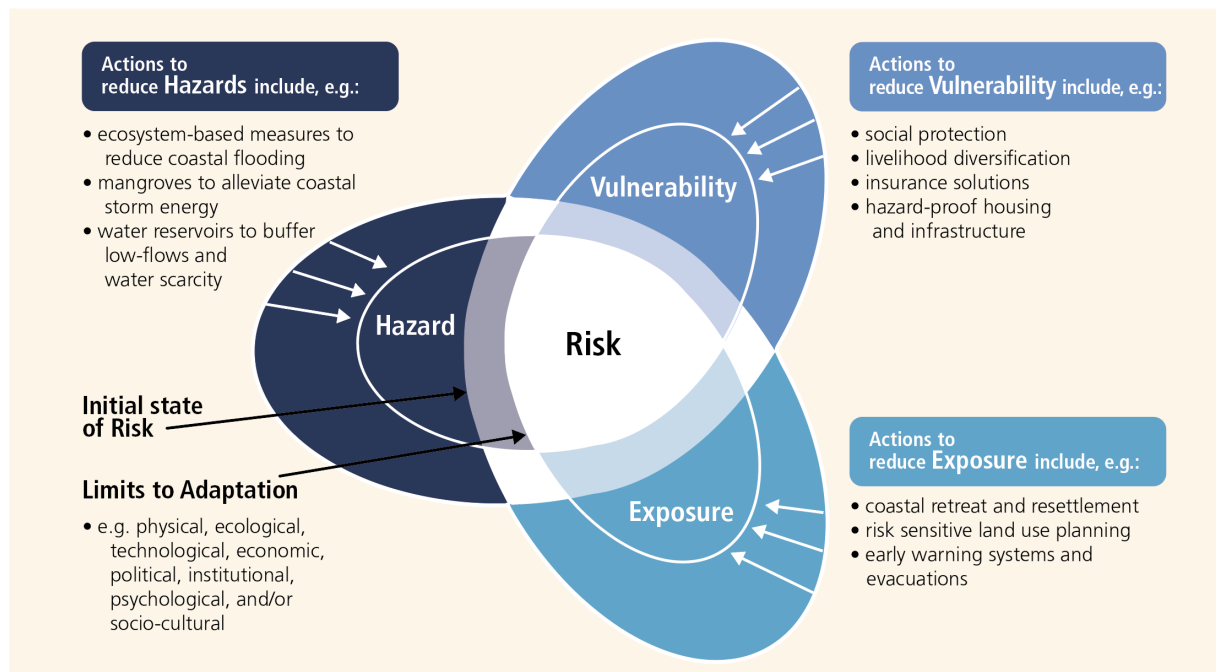 Actions to
reduce Hazards include, e.g.:
• ecosystem-based measures to
reduce coastal flooding
• mangroves to alleviate coastal
storm energy
• water reservoirs to buffer
low-flows and
water scarcity
Actions to
reduce Vulnerability include, e.g.:
• social protection
• livelihood diversification
• insurance solutions
• hazard-proof housing
and infrastructure
Vulnerability
Hazard
Risk
Exposure
Initial state
of Risk
Limits to Adaptation
• e.g. physical, ecological,
technological, economic,
political, institutional,
psychological, and/or
socio-cultural
Actions to
reduce Exposure include, e.g.:
• coastal retreat and resettlement
• risk sensitive land use planning
• early warning systems and
evacuations